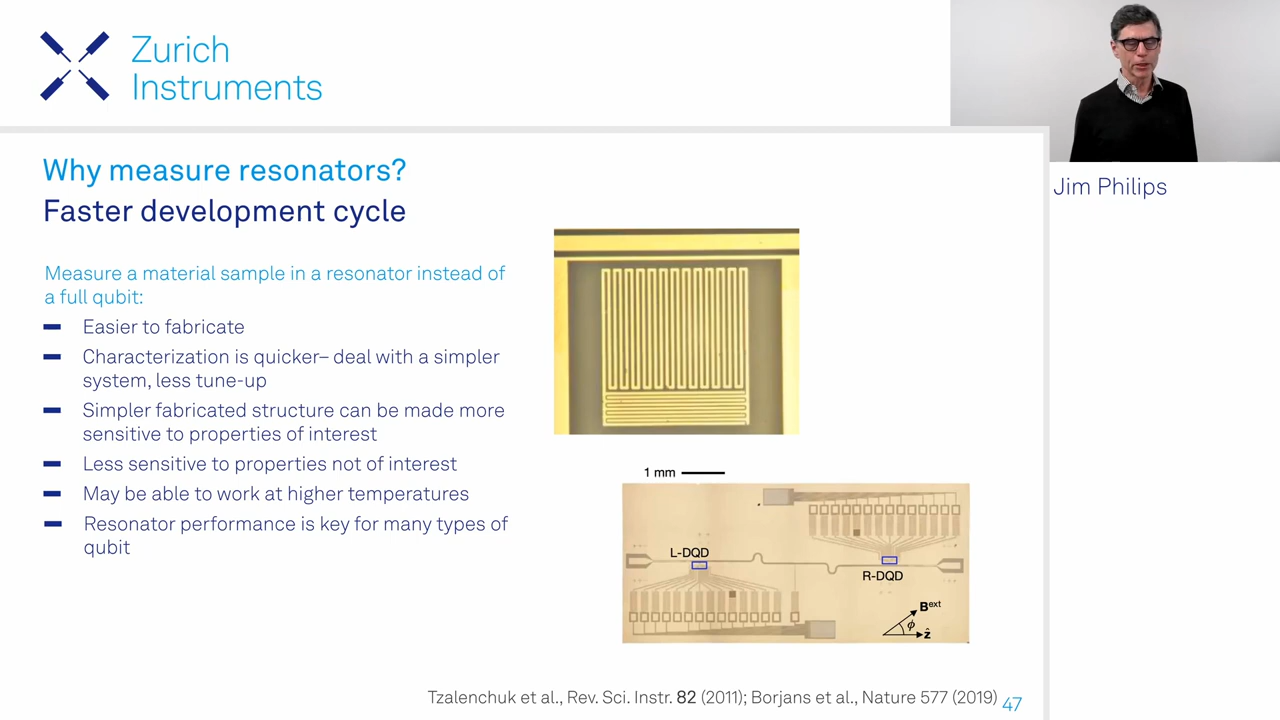 Zurich
Instruments
Jim Philips
Why measure resonators?
Faster development cycle
Measure a material sample in a resonator instead of
a full qubit:
Easier to fabricate
Characterization is quicker– deal with a simpler
system, less tune-up
Simpler fabricated structure can be made more
sensitive to properties of interest
Less sensitive to properties not of interest
May be able to work at higher temperatures
Resonator performance is key for many types of
qubit
1 mm
L-DQD
R-DQD
B^ext
ϕ
ẑ
Tzalenchuk et al., Rev. Sci. Instr. 82 (2011); Borjans et al., Nature 577 (2019)
47